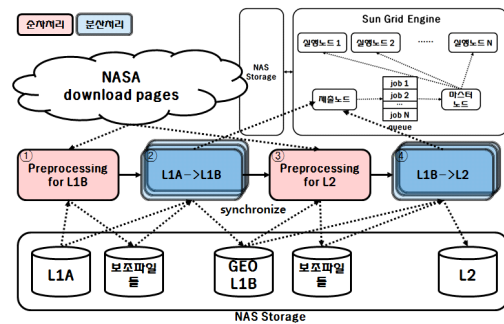 순차처리
분산처리
Sun Grid Engine
실행노드 1
실행노드 2
......
실행노드 N
NAS
Storage
NASA
download pages
제출노드
job 1
job 2
...
job N
queue
마스터
노드
①
Preprocessing
for L1B
②
L1A->L1B
③
Preprocessing
for L2
④
L1B->L2
synchronize
L1A
보조파일
들
GEO
L1B
보조파일
들
L2
NAS Storage